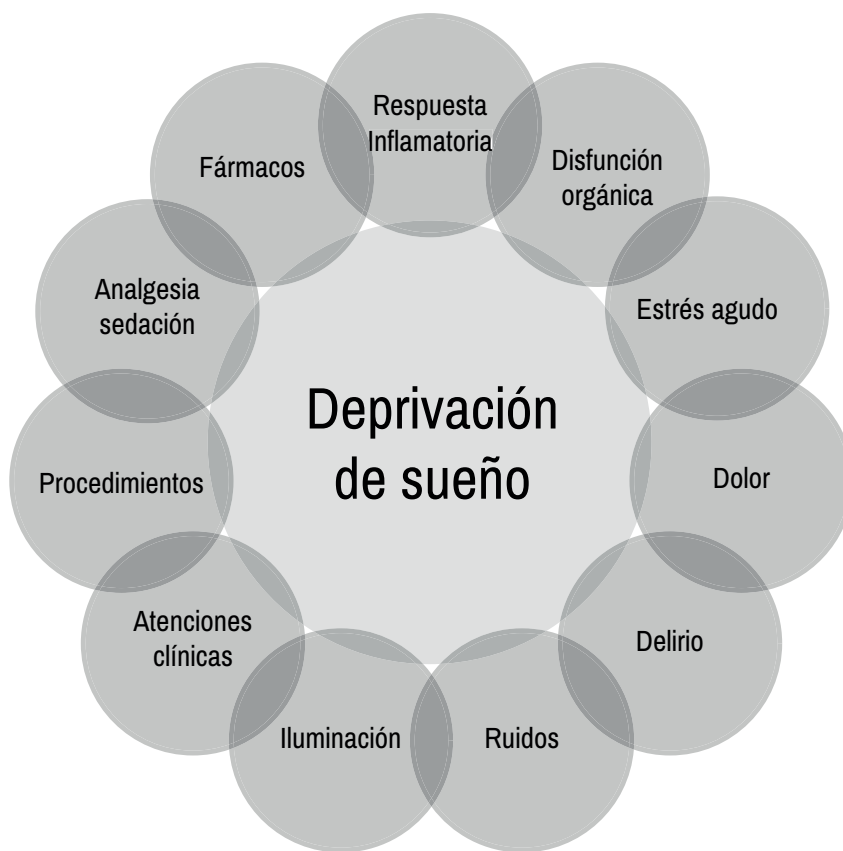 Respuesta
Inflamatoria
Disfunción
orgánica
Estrés agudo
Dolor
Delirio
Ruidos
Iluminación
Atenciones
clínicas
Procedimientos
Analgesia
sedación
Fármacos
Deprivación
de sueño